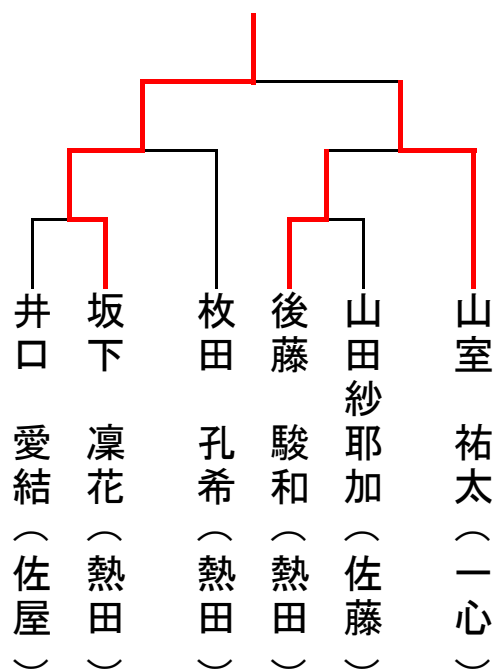 井口 愛結(佐屋)
坂下 凜花(熱田)
枚田 孔希(熱田)
後藤 駿和(熱田)
山田紗耶加(佐藤)
山室 祐太(一心)